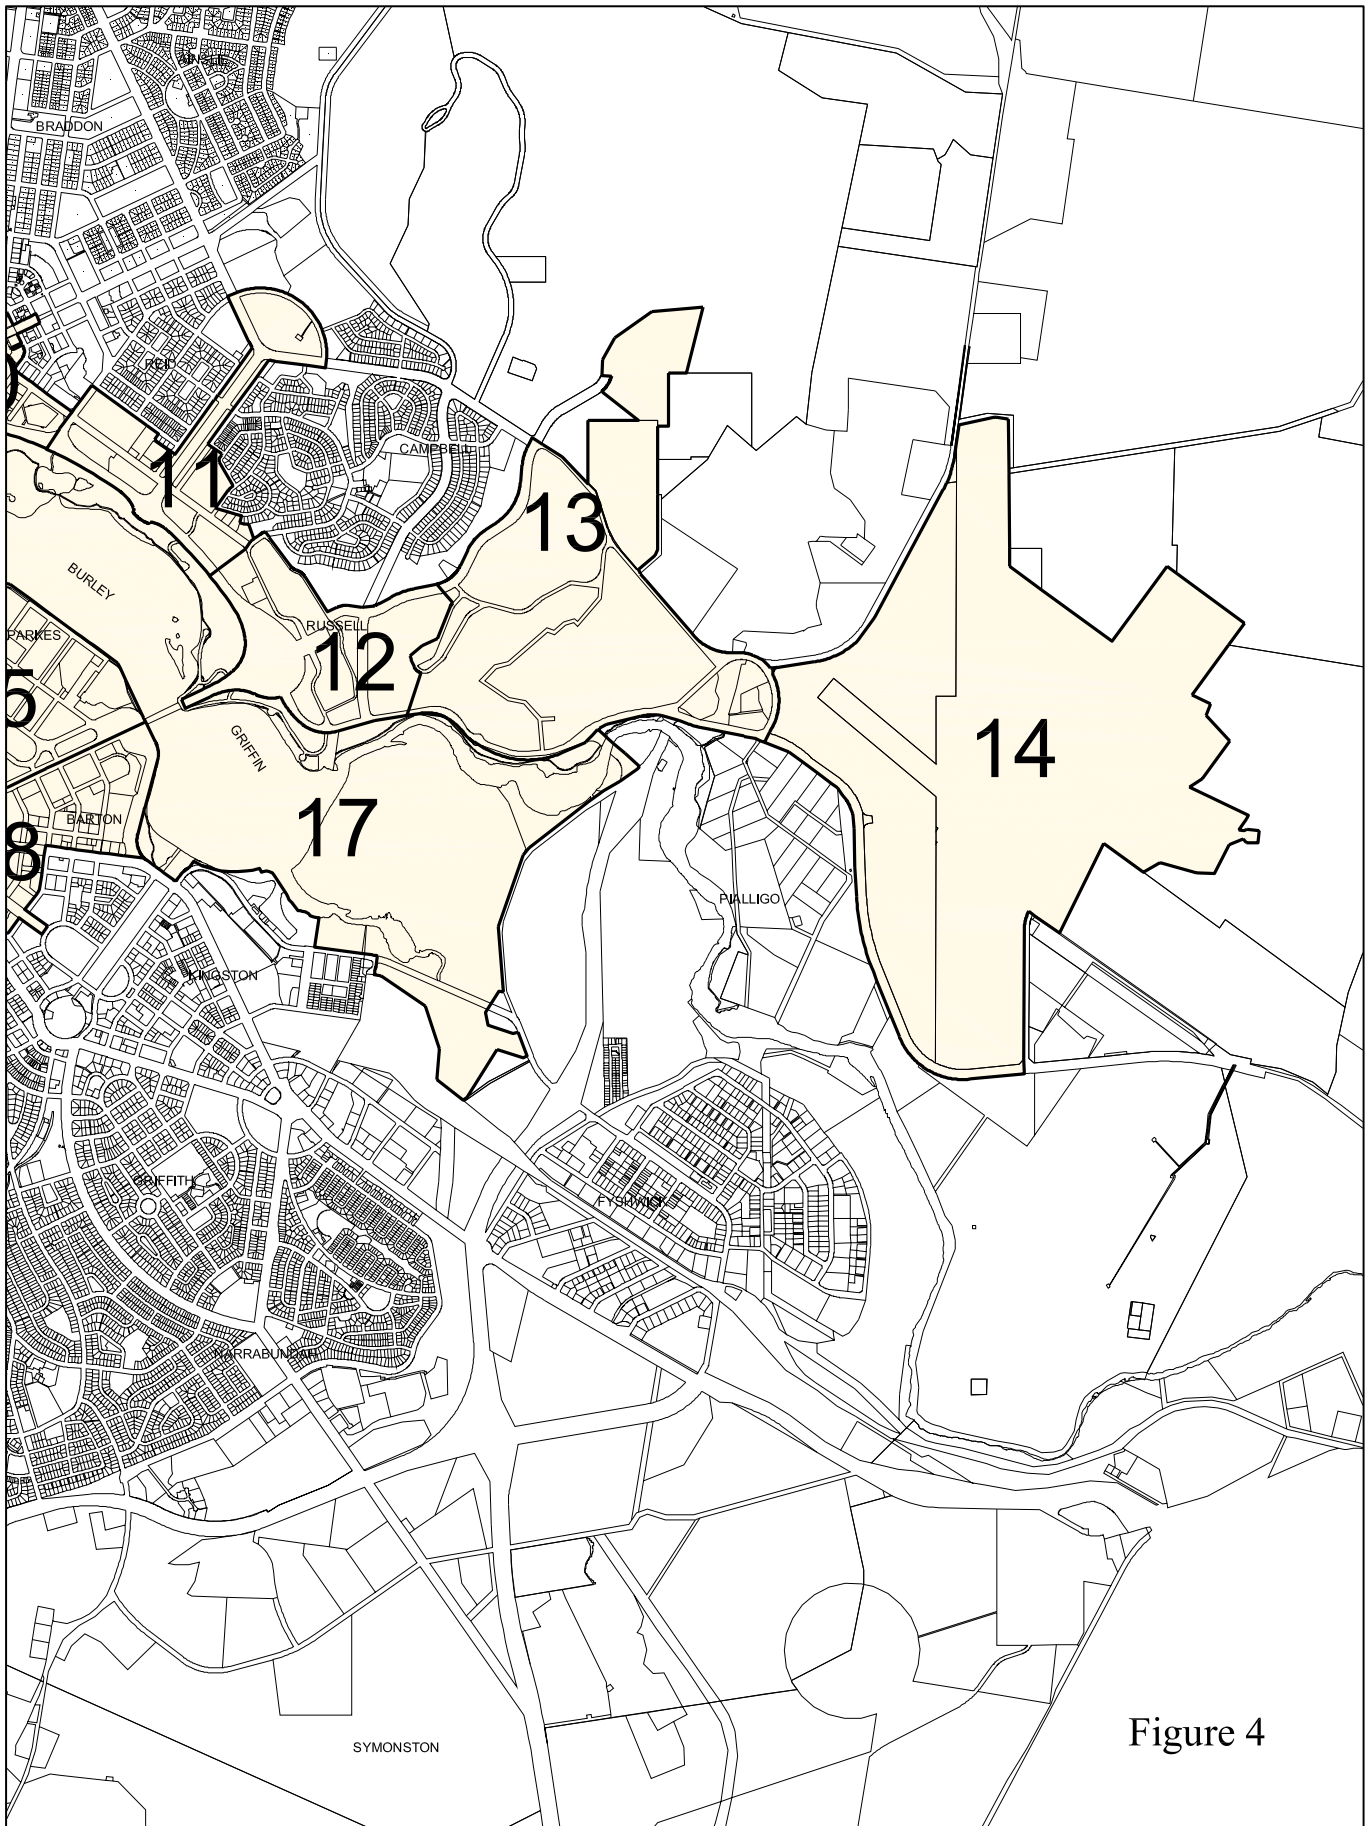 AINSLIE
BRADDON
REID
CAMPBELL
11
13
BURLEY
RUSSELL
PARKES
12
5
GRIFFIN
14
17
BARTON
8
PIALLIGO
KINGSTON
GRIFFITH
FYSHWICK
NARRABUNDAH
Figure 4
SYMONSTON